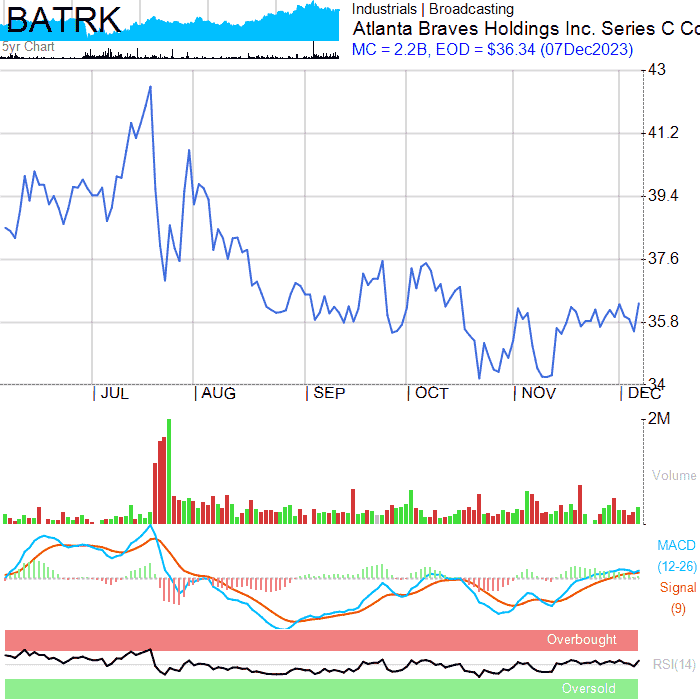 BATRK
5yr Chart
Industrials | Broadcasting
Atlanta Braves Holdings Inc. Series C Co
MC = 2.2B, EOD = $36.34 (07Dec2023)
43
41.2
39.4
37.6
35.8
34
JUL AUG SEP OCT NOV DEC
2M
Volume
MACD
(12-26)
Signal
(9)
Overbought
RSI(14)
Oversold